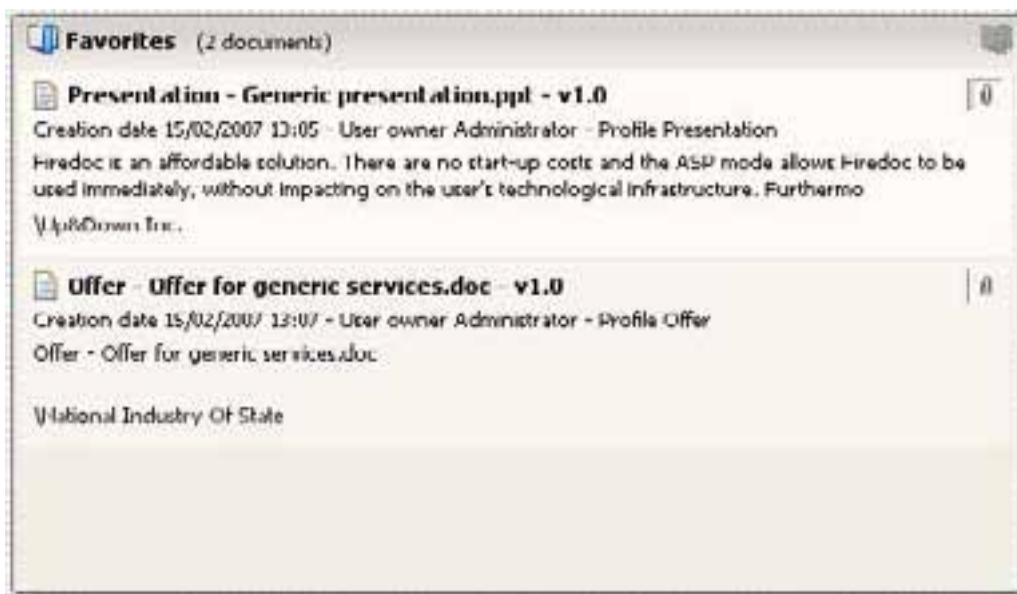 Favorites (2 documents)
Presentation - Generic presentation.ppt - v1.0
Creation date 15/02/2007 13:05 - User owner Administrator - Profile Presentation
Firedoc is an affordable solution. There are no start-up costs and the ASP mode allows Firedoc to be
used immediately, without impacting on the user's technological infrastructure. Furthermo
\Up&Down Inc.
Offer - Offer for generic services.doc - v1.0
Creation date 15/02/2007 13:07 - User owner Administrator - Profile Offer
Offer - Offer for generic services.doc
\National Industry Of State